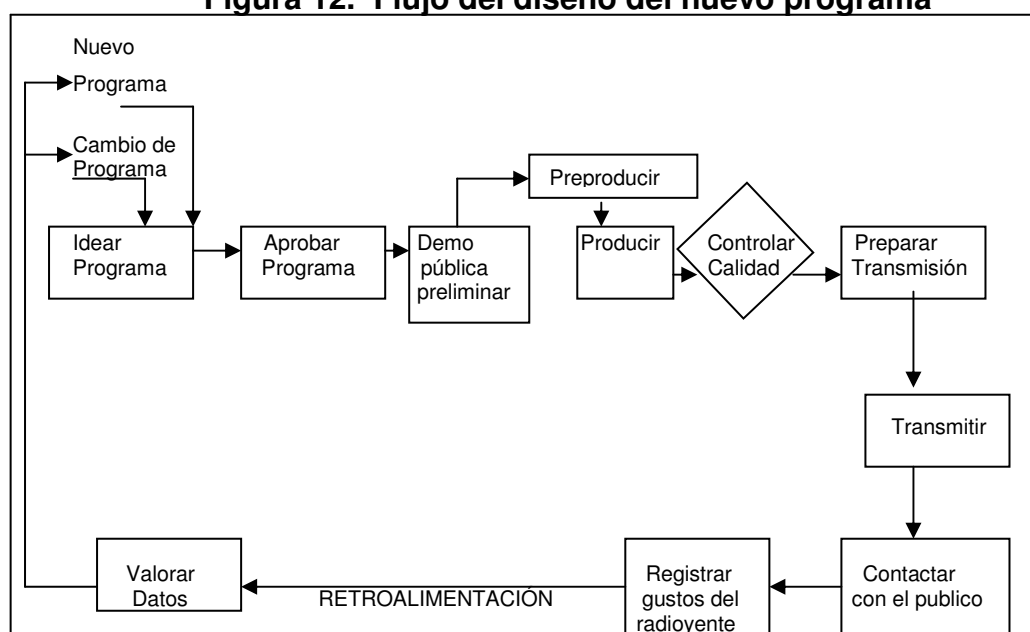 Figura 12. Flujo del diseño del nuevo programa
Nuevo
Programa
Cambio de
Programa
Idear
Programa
Aprobar
Programa
Demo
pública
preliminar
Preproducir
Producir
Controlar
Calidad
Preparar
Transmisión
Transmitir
Contactar
con el publico
Registrar
gustos del
radioyente
RETROALIMENTACIÓN
Valorar
Datos